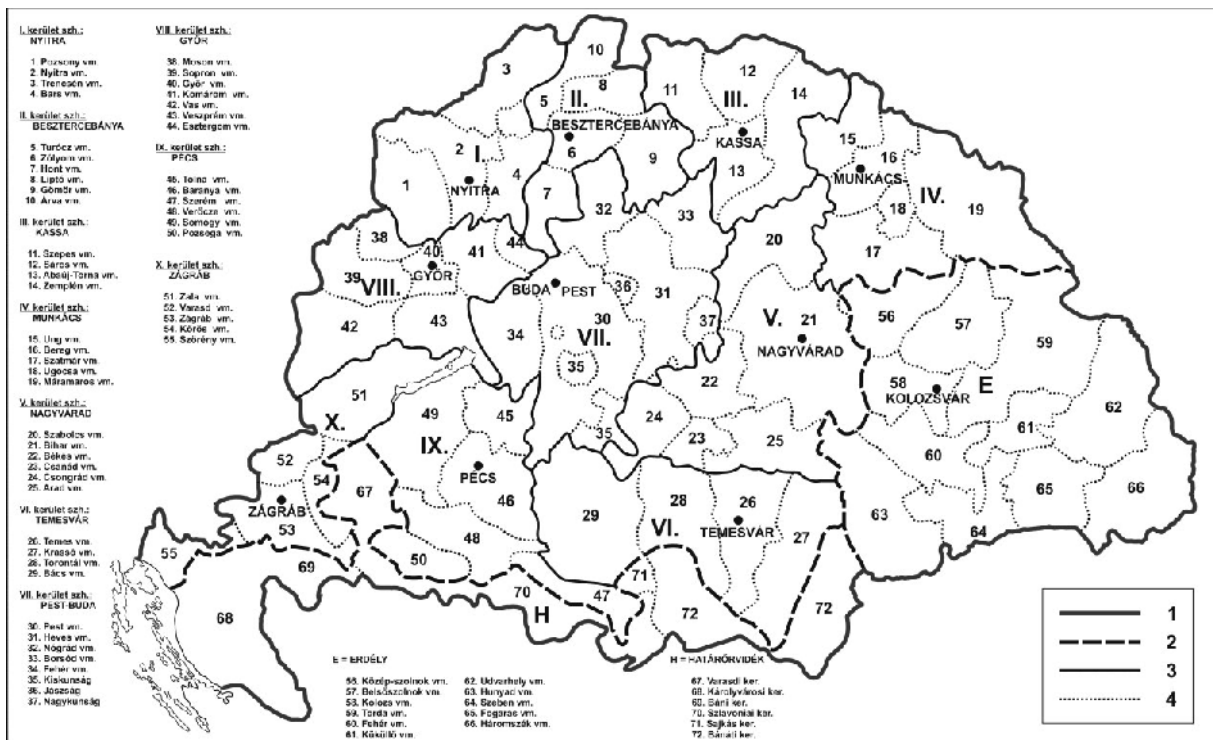 I. kerület szh.:
NYITRA
1. Pozsony vm.
2. Nyitra vm.
3. Trencsén vm.
4. Bars vm.
II. kerület szh.:
BESZTERCEBÁNYA
5. Turócz vm.
6. Zólyom vm.
7. Hont vm.
8. Liptó vm.
9. Gömör vm.
10. Árva vm.
III. kerület szh.:
KASSA
11. Szepes vm.
12. Sáros vm.
13. Abaúj-Torna vm.
14. Zemplén vm.
IV. kerület szh.:
MUNKÁCS
15. Ung vm.
16. Bereg vm.
17. Szatmár vm.
18. Ugocsa vm.
19. Máramaros vm.
V. kerület szh.:
NAGYVÁRAD
20. Szabolcs vm.
21. Bihar vm.
22. Békes vm.
23. Csanád vm.
24. Csongrád vm.
25. Arad vm.
VI. kerület szh.:
TEMESVÁR
26. Temes vm.
27. Krassó vm.
28. Torontál vm.
29. Bács vm.
VII. kerület szh.:
PEST-BUDA
30. Pest vm.
31. Heves vm.
32. Nógrád vm.
33. Borsod vm.
34. Fehér vm.
35. Kiskunság
36. Jászság
37. Nagykunság
VIII. kerület szh.:
GYŐR
38. Moson vm.
39. Sopron vm.
40. Győr vm.
41. Komárom vm.
42. Vas vm.
43. Veszprém vm.
44. Esztergom vm.
IX. kerület szh.:
PÉCS
45. Tolna vm.
46. Baranya vm.
47. Szerém vm.
48. Verőcze vm.
49. Somogy vm.
50. Pozsega vm.
X. kerület szh.:
ZÁGRÁB
51. Zala vm.
52. Varasd vm.
53. Zágráb vm.
54. Körös vm.
55. Szörény vm.
10
3
12
8
11
5
II.
III.
14
BESZTERCEBÁNYA
KASSA
15
2
6
9
16
I.
4
MUNKÁCS
NYITRA
13
IV.
1
7
18
19
32
33
38
44
20
17
40
41
GYŐR
39
VIII.
BUDA
PEST
36
31
56
57
30
37
V.
21
59
42
43
34
VII.
NAGYVÁRAD
35
22
58
KOLOZSVÁR
E
51
49
45
24
62
X.
35
23
25
61
IX.
60
52
PÉCS
54
67
65
66
46
28
26
ZÁGRÁB
29
VI.
TEMESVÁR
63
53
48
27
64
55
50
69
71
70
47
68
H
72
72
1
2
3
4
E = ERDÉLY
56. Közép-szolnok vm.
57. Belsőszolnok vm.
58. Kolozs vm.
59. Torda vm.
60. Fehér vm.
61. Küküllő vm.
62. Udvarhely vm.
63. Hunyad vm.
64. Szeben vm.
65. Fogaras vm.
66. Háromszék vm.
H = HATÁRŐRVIDÉK
67. Varasdi ker.
68. Károlyvárosi ker.
69. Báni ker.
70. Szlavoniai ker.
71. Sajkás ker.
72. Bánáti ker.